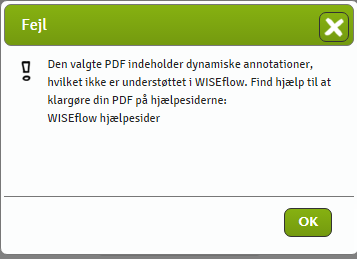 Fejl
Den valgte PDF indeholder dynamiske annotationer,
hvilket ikke er understøttet i WISEflow. Find hjælp til at
klargøre din PDF på hjælpesiderne:
WISEflow hjælpesider
OK